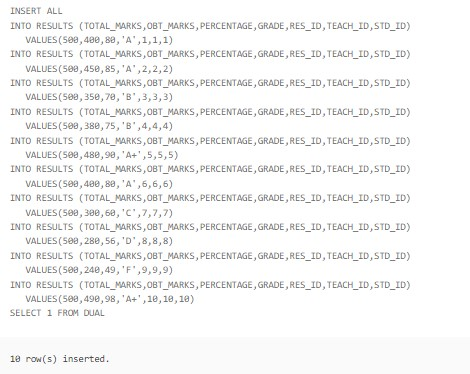 INSERT ALL
INTO RESULTS (TOTAL_MARKS,OBT_MARKS,PERCENTAGE,GRADE,RES_ID,TEACH_ID,STD_ID)
VALUES(500,400,80,'A',1,1,1)
INTO RESULTS (TOTAL_MARKS,OBT_MARKS,PERCENTAGE,GRADE,RES_ID,TEACH_ID,STD_ID)
VALUES(500,450,85,'A',2,2,2)
INTO RESULTS (TOTAL_MARKS,OBT_MARKS,PERCENTAGE,GRADE,RES_ID,TEACH_ID,STD_ID)
VALUES(500,350,70,'B',3,3,3)
INTO RESULTS (TOTAL_MARKS,OBT_MARKS,PERCENTAGE,GRADE,RES_ID,TEACH_ID,STD_ID)
VALUES(500,380,75,'B',4,4,4)
INTO RESULTS (TOTAL_MARKS,OBT_MARKS,PERCENTAGE,GRADE,RES_ID,TEACH_ID,STD_ID)
VALUES(500,480,90,'A+',5,5,5)
INTO RESULTS (TOTAL_MARKS,OBT_MARKS,PERCENTAGE,GRADE,RES_ID,TEACH_ID,STD_ID)
VALUES(500,400,80,'A',6,6,6)
INTO RESULTS (TOTAL_MARKS,OBT_MARKS,PERCENTAGE,GRADE,RES_ID,TEACH_ID,STD_ID)
VALUES(500,300,60,'C',7,7,7)
INTO RESULTS (TOTAL_MARKS,OBT_MARKS,PERCENTAGE,GRADE,RES_ID,TEACH_ID,STD_ID)
VALUES(500,280,56,'D',8,8,8)
INTO RESULTS (TOTAL_MARKS,OBT_MARKS,PERCENTAGE,GRADE,RES_ID,TEACH_ID,STD_ID)
VALUES(500,240,49,'F',9,9,9)
INTO RESULTS (TOTAL_MARKS,OBT_MARKS,PERCENTAGE,GRADE,RES_ID,TEACH_ID,STD_ID)
VALUES(500,490,98,'A+',10,10,10)
SELECT 1 FROM DUAL
10 row(s) inserted.